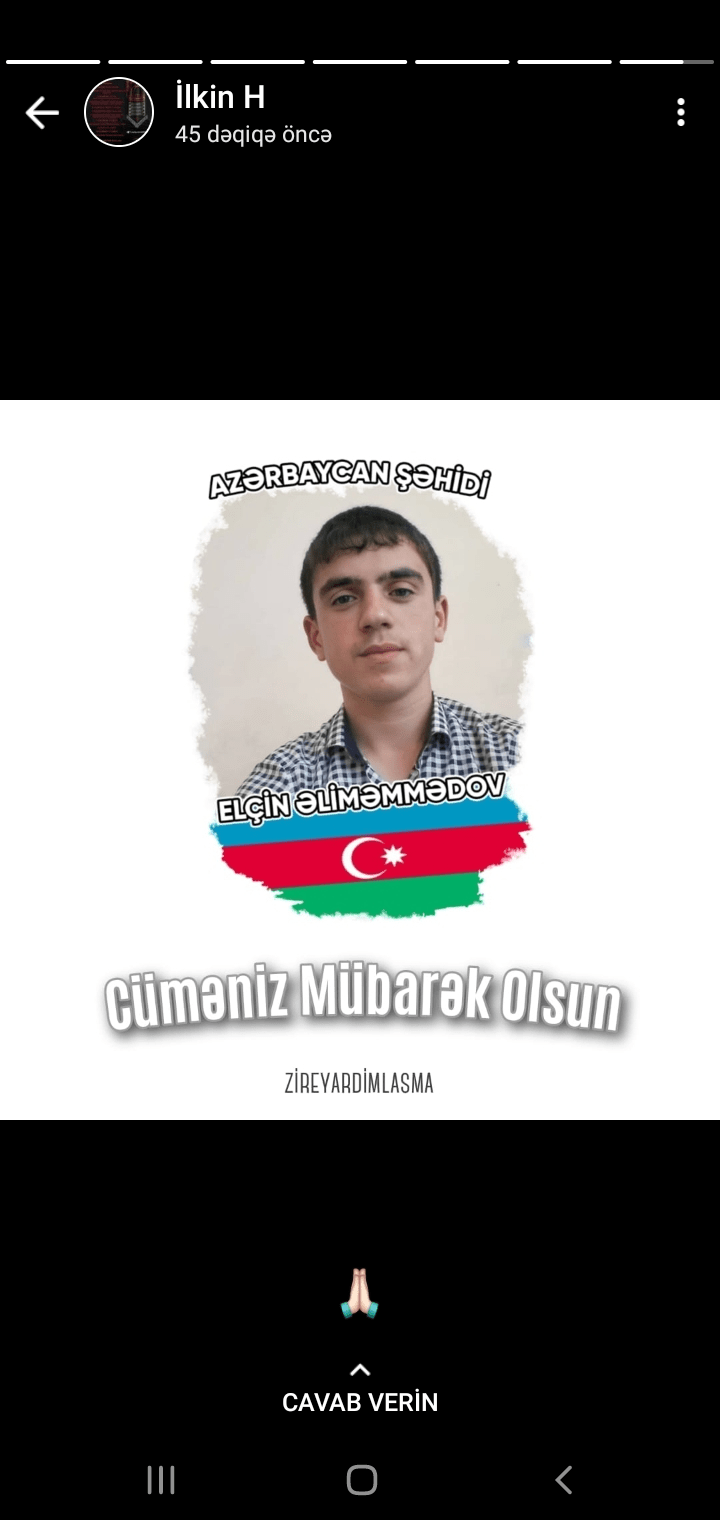 İlkin H
45 dəqiqə öncə
AZƏRBAYCAN ŞƏHİDİ
ELÇİN ƏLİMƏMMƏDOV
Cüməniz Mübarək Olsun
ZİREYARDİMLASMA
CAVAB VERİN